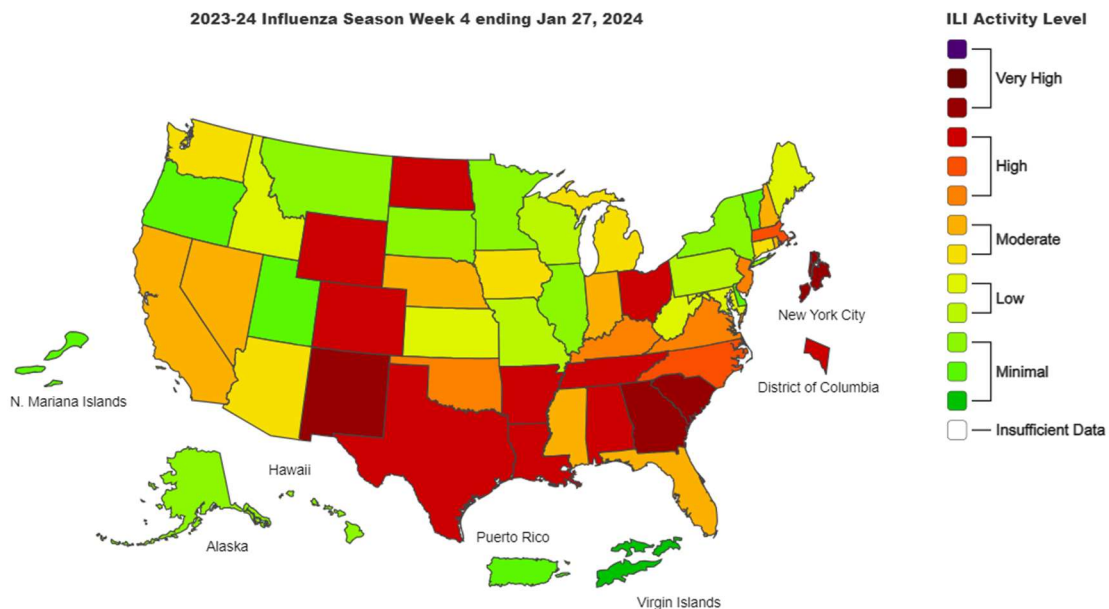 2023-24 Influenza Season Week 4 ending Jan 27, 2024
ILI Activity Level
Very High
High
Moderate
Low
Minimal
Insufficient Data
New York City
District of Columbia
N. Mariana Islands
Hawaii
Alaska
Puerto Rico
Virgin Islands